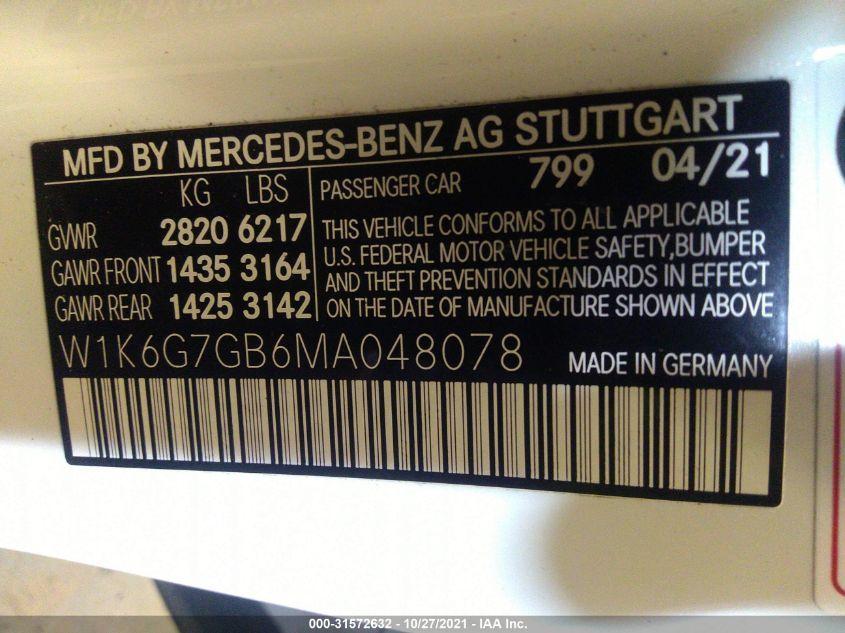 MFD BY MERCEDES-BENZ AG STUTTGART
KG LBS
PASSENGER CAR 799 04/21
GVWR 2820 6217
GAWR FRONT 1435 3164
GAWR REAR 1425 3142
THIS VEHICLE CONFORMS TO ALL APPLICABLE
U.S. FEDERAL MOTOR VEHICLE SAFETY,BUMPER
AND THEFT PREVENTION STANDARDS IN EFFECT
ON THE DATE OF MANUFACTURE SHOWN ABOVE
W1K6G7GB6MA048078 MADE IN GERMANY
000-31572632 - 10/27/2021 - IAA Inc.